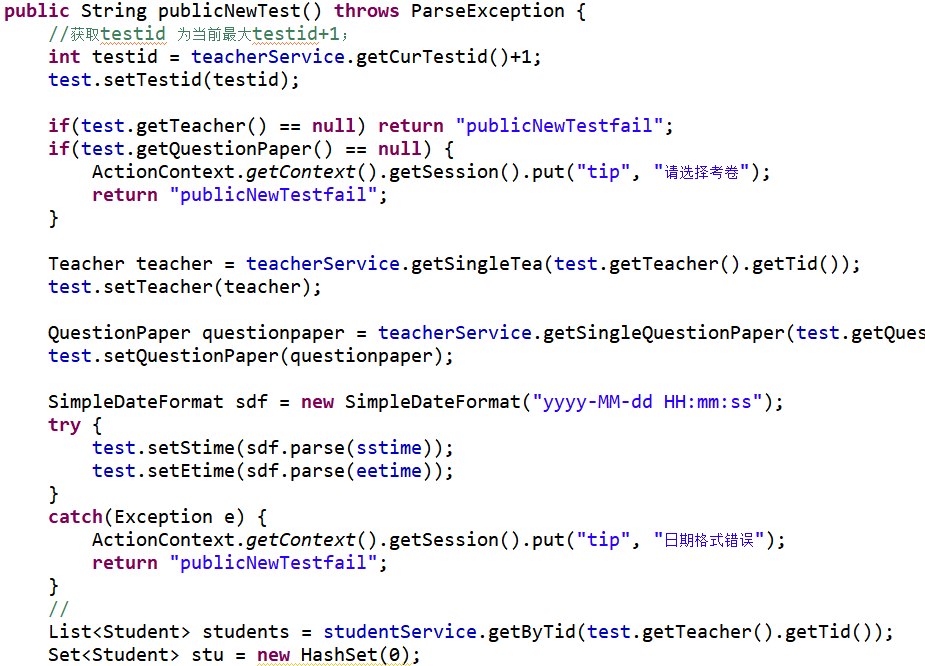 public String publicNewTest() throws ParseException {
//获取testid 为当前最大testid+1;
int testid = teacherService.getCurTestid()+1;
test.setTestid(testid);
if(test.getTeacher() == null) return "publicNewTestfail";
if(test.getQuestionPaper() == null) {
ActionContext.getContext().getSession().put("tip", "请选择考卷");
return "publicNewTestfail";
}
Teacher teacher = teacherService.getSingleTea(test.getTeacher().getTid());
test.setTeacher(teacher);
QuestionPaper questionpaper = teacherService.getSingleQuestionPaper(test.getQues
test.setQuestionPaper(questionpaper);
SimpleDateFormat sdf = new SimpleDateFormat("yyyy-MM-dd HH:mm:ss");
try {
test.setStime(sdf.parse(sstime));
test.setEtime(sdf.parse(eetime));
}
catch(Exception e) {
ActionContext.getContext().getSession().put("tip", "日期格式错误");
return "publicNewTestfail";
}
//
List<Student> students = studentService.getByTid(test.getTeacher().getTid());
Set<Student> stu = new HashSet(0);